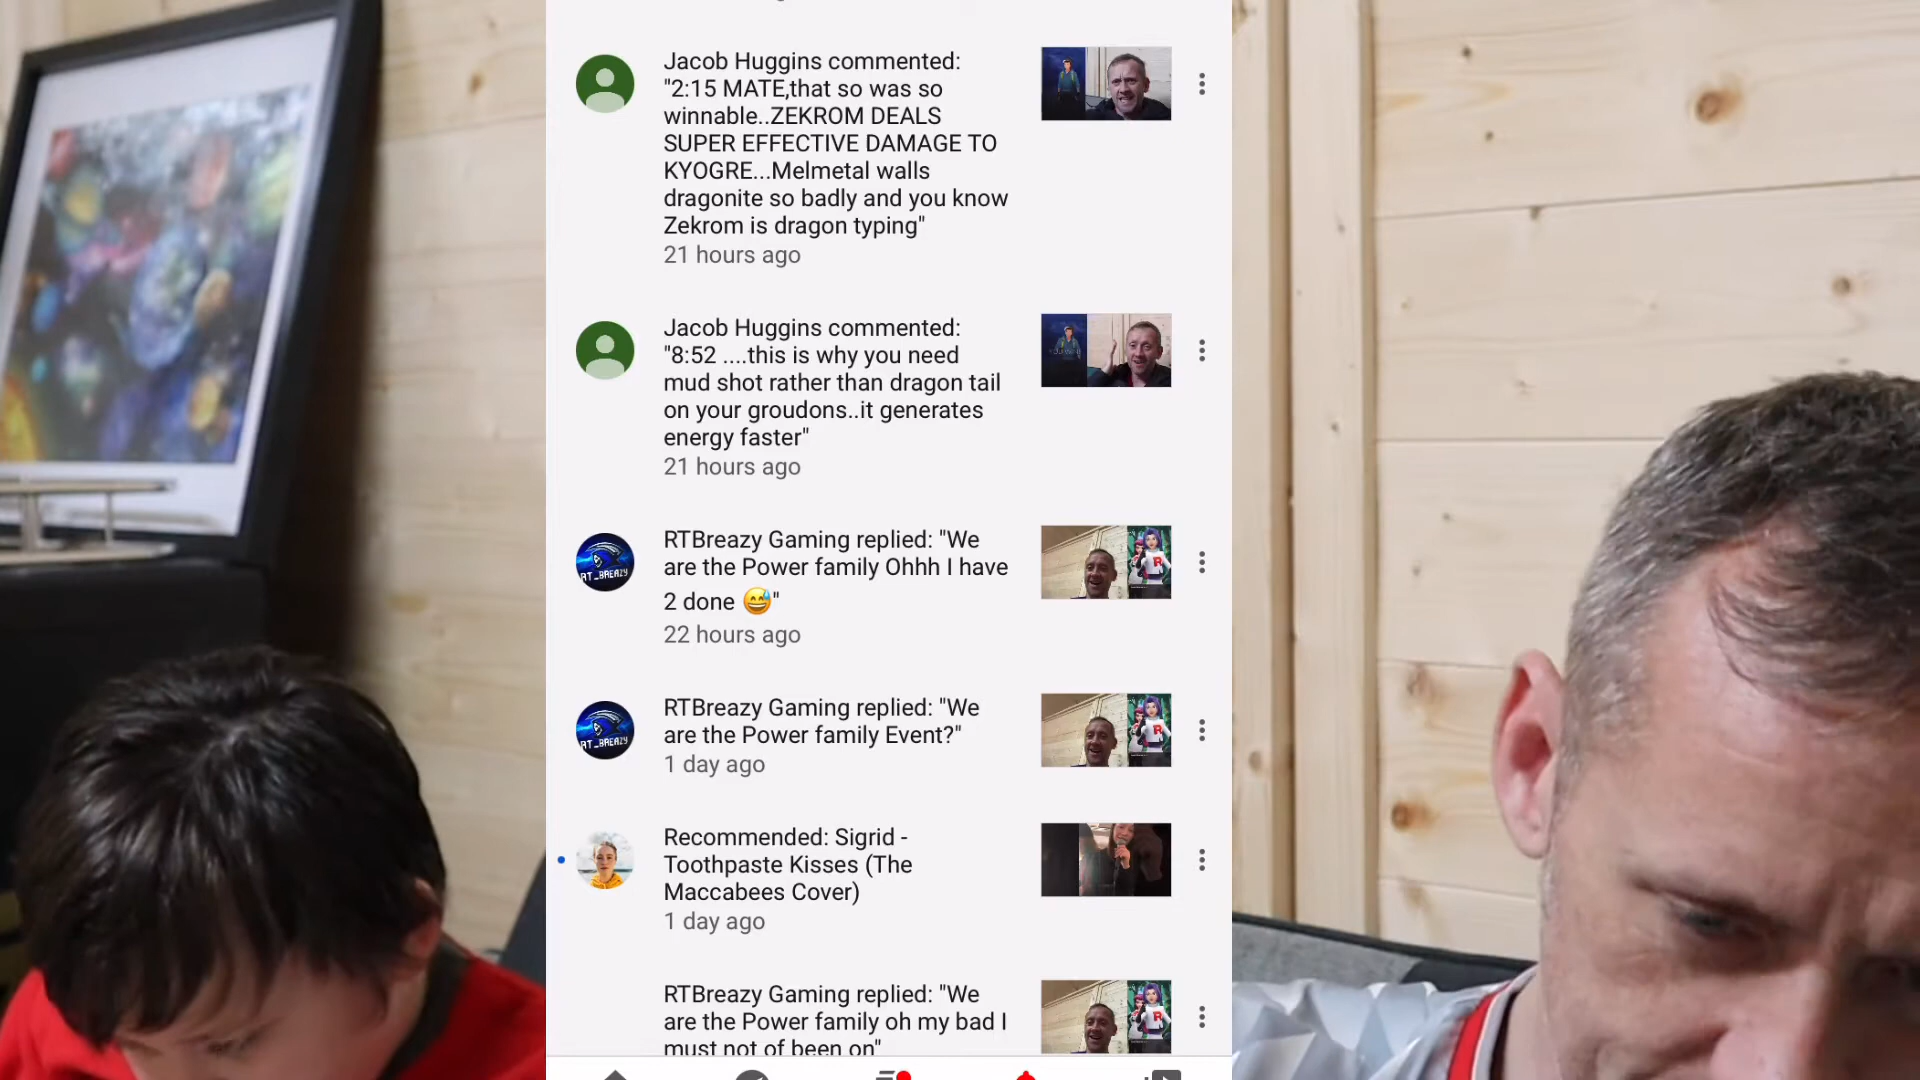 Jacob Huggins commented:
"2:15 MATE,that so was so
winnable..ZEKROM DEALS
SUPER EFFECTIVE DAMAGE TO
KYOGRE...Melmetal walls
dragonite so badly and you know
Zekrom is dragon typing"
21 hours ago
Jacob Huggins commented:
"8:52 ....this is why you need
mud shot rather than dragon tail
on your groudons..it generates
energy faster"
21 hours ago
RT_BREAZY
RTBreazy Gaming replied: "We
are the Power family Ohhh I have
2 done 😅"
22 hours ago
RT_BREAZY
RTBreazy Gaming replied: "We
are the Power family Event?"
1 day ago
Recommended: Sigrid -
Toothpaste Kisses (The
Maccabees Cover)
1 day ago
RTBreazy Gaming replied: "We
are the Power family oh my bad I
must not of been on"